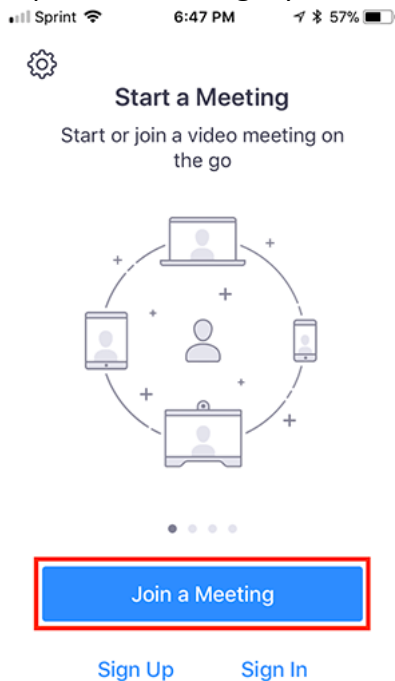 Sprint 6:47 PM 57%
Start a Meeting
Start or join a video meeting on
the go
Join a Meeting
Sign Up Sign In